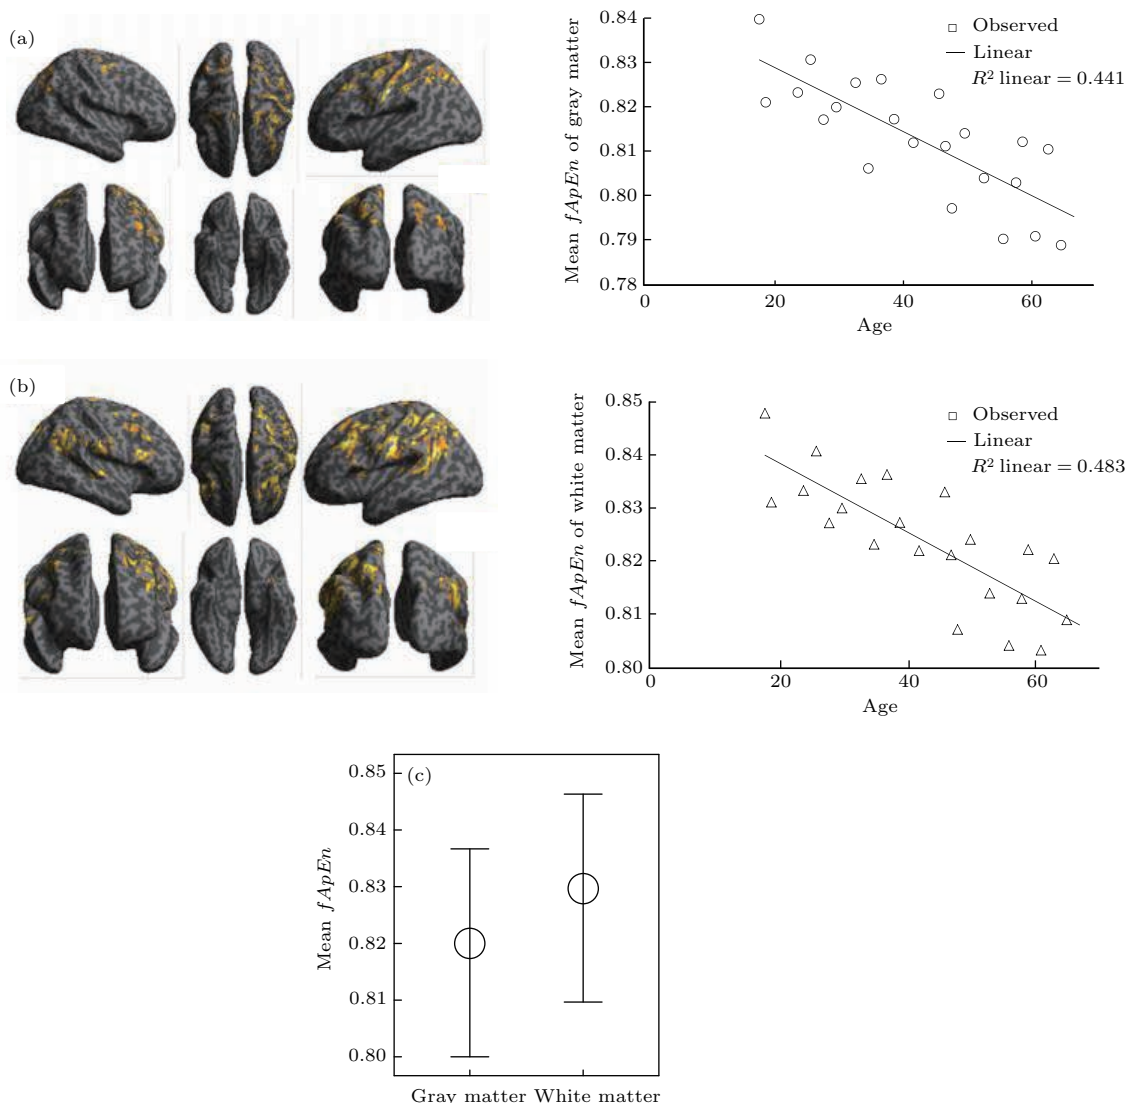 (a)
Mean fApEn of gray matter
0.84
0.83
0.82
0.81
0.80
0.79
0.78
0
20
40
60
Age
Observed
Linear
R² linear = 0.441
(b)
Mean fApEn of white matter
0.85
0.84
0.83
0.82
0.81
0.80
0
20
40
60
Age
Observed
Linear
R² linear = 0.483
(c)
Mean fApEn
0.85
0.84
0.83
0.82
0.81
0.80
Gray matter White matter